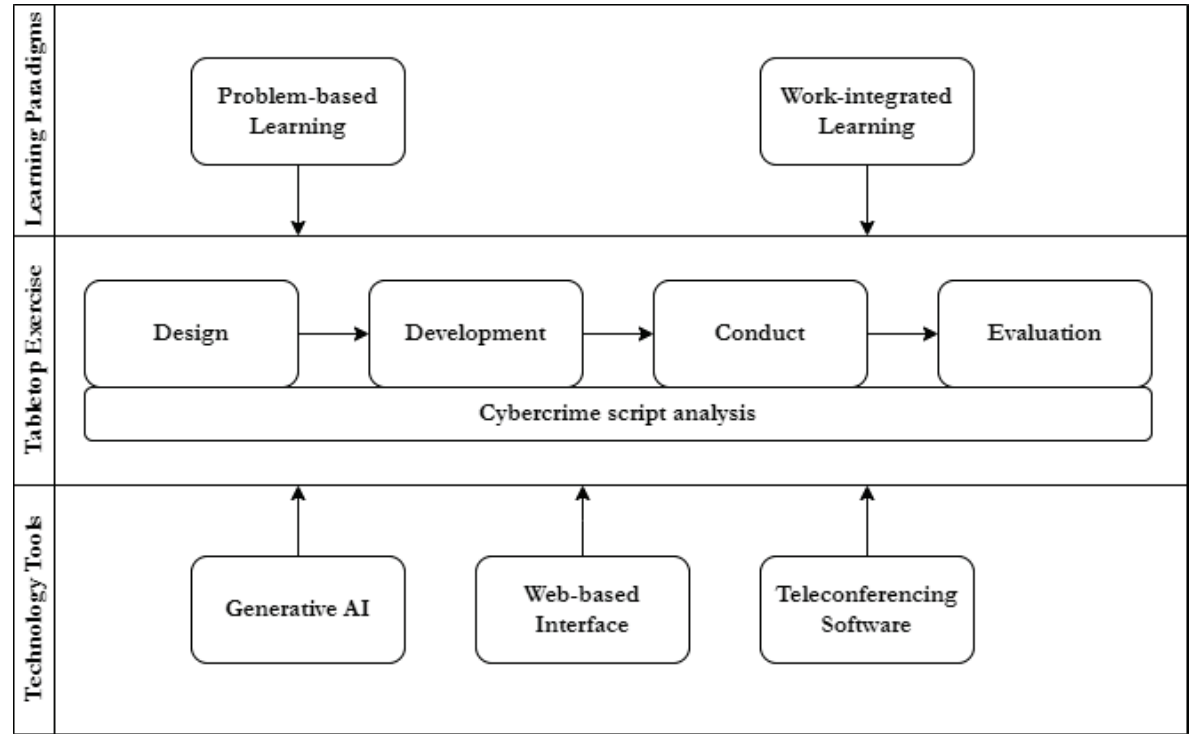 Learning Paradigms
Problem-based
Learning
Work-integrated
Learning
Tabletop Exercise
Design
Development
Conduct
Evaluation
Cybercrime script analysis
Technology Tools
Generative AI
Web-based
Interface
Teleconferencing
Software